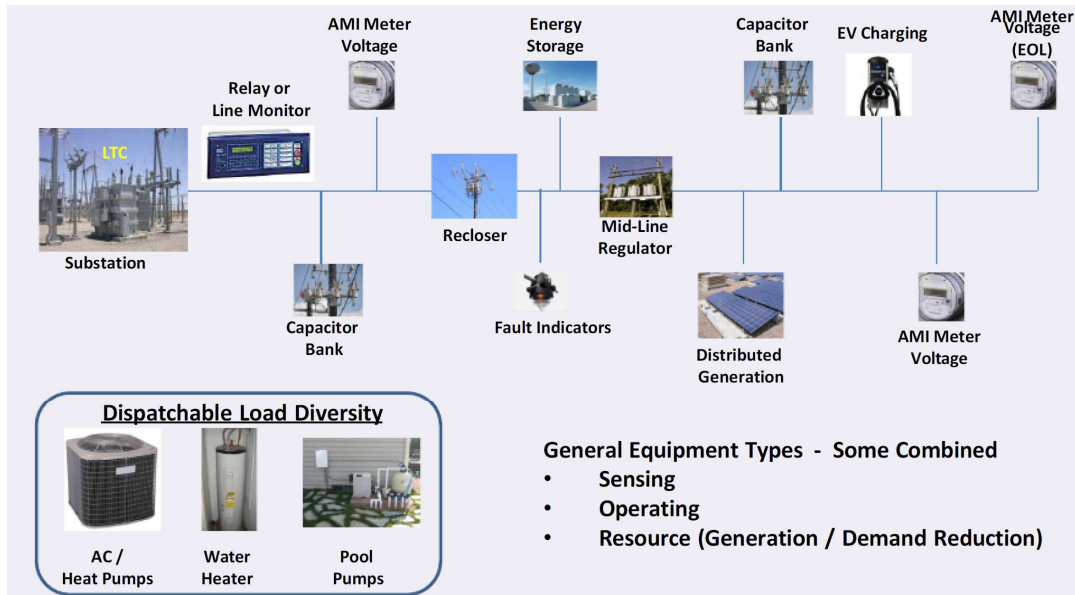 AMI Meter
Voltage
Energy
Storage
Capacitor
Bank
EV Charging
AMI Meter
Voltage
(EOL)
Relay or
Line Monitor
LTC
Substation
Recloser
Mid-Line
Regulator
Capacitor
Bank
Fault Indicators
Distributed
Generation
AMI Meter
Voltage
Dispatchable Load Diversity
AC /
Heat Pumps
Water
Heater
Pool
Pumps
General Equipment Types - Some Combined
• Sensing
• Operating
• Resource (Generation / Demand Reduction)